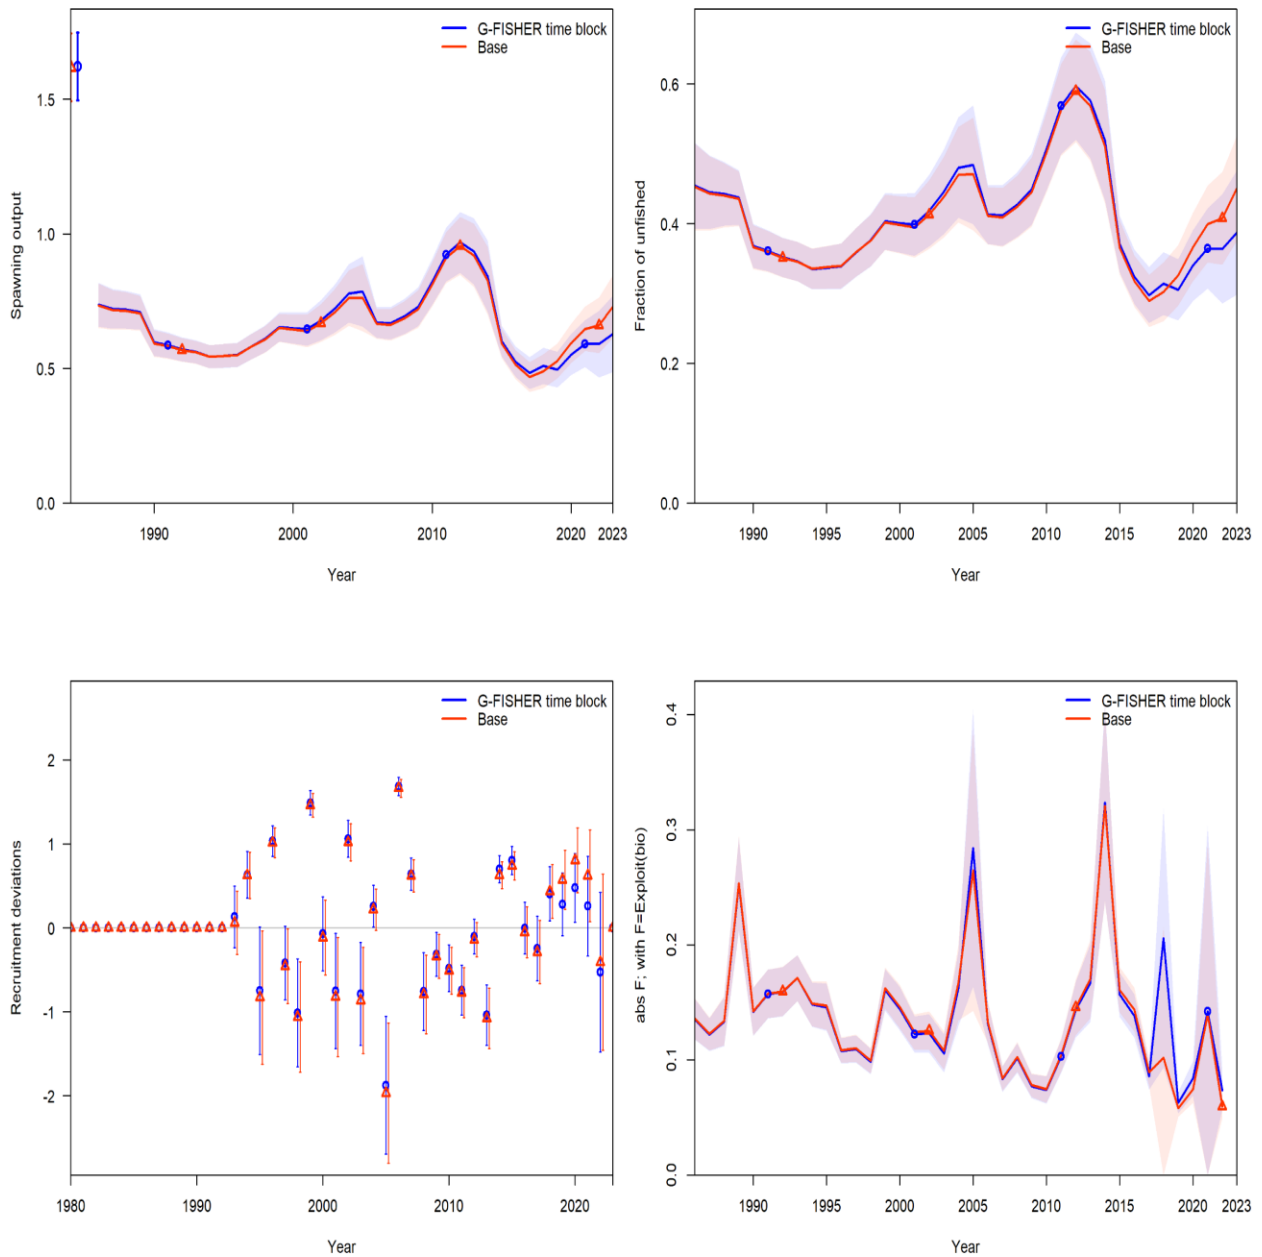 G-FISHER time block
Base
1.5
1.0
0.5
0.0
Spawning output
1990
2000
2010
2020
2023
Year
G-FISHER time block
Base
0.6
0.4
0.2
0.0
Fraction of unfished
1990
1995
2000
2005
2010
2015
2020
2023
Year
G-FISHER time block
Base
2
1
0
-1
-2
Recruitment deviations
1980
1990
2000
2010
2020
Year
G-FISHER time block
Base
0.4
0.3
0.2
0.1
0.0
abs F; with F=Exploit(bio)
1990
1995
2000
2005
2010
2015
2020
2023
Year